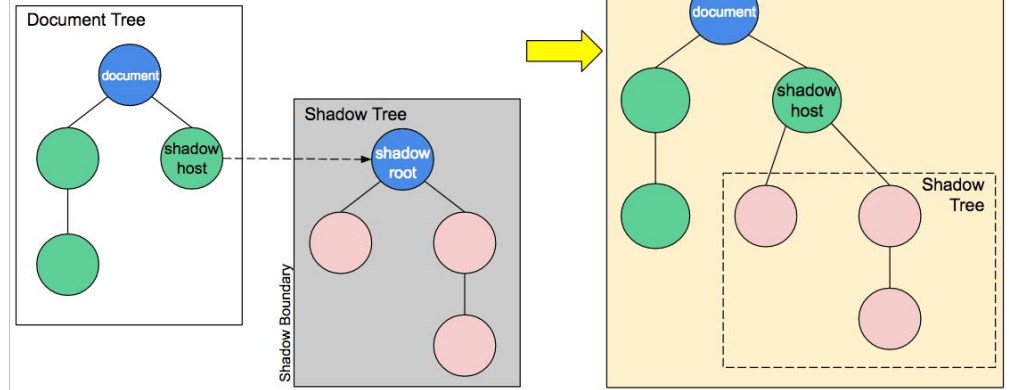 Document Tree
document
shadow
host
Shadow Tree
shadow
root
Shadow Boundary
document
shadow
host
Shadow
Tree